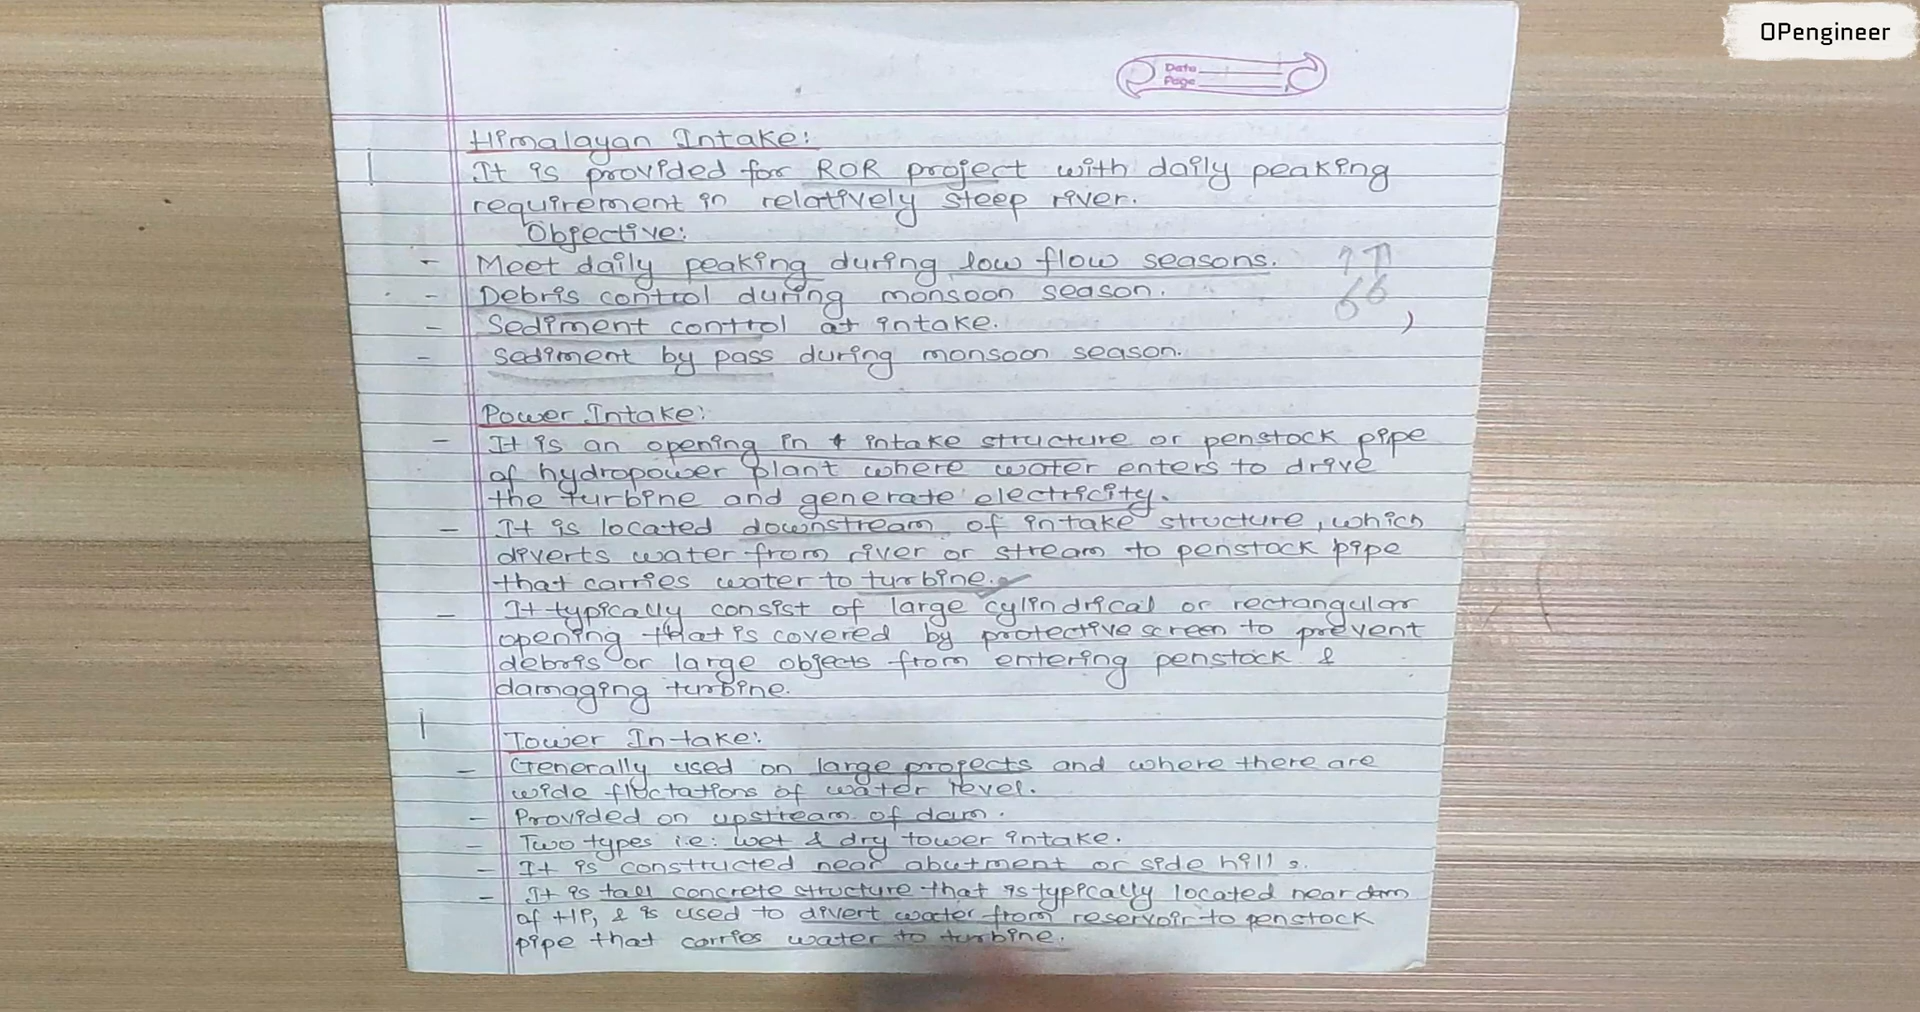 OPengineer
Date
Page
Himalayan Intake:
It is provided for ROR project with daily peaking
requirement in relatively steep river.
Objective:
- Meet daily peaking during low flow seasons.
- Debris control during monsoon season.
- Sediment control at intake.
- Sediment by pass during monsoon season.
Power Intake:
- It is an opening in intake structure or penstock pipe
of hydropower plant where water enters to drive
the turbine and generate electricity.
- It is located downstream of intake structure, which
diverts water from river or stream to penstock pipe
that carries water to turbine.
- It typically consist of large cylindrical or rectangular
opening that is covered by protective screen to prevent
debris or large objects from entering penstock &
damaging turbine.
Tower Intake:
- Generally used on large projects and where there are
wide fluctations of water level.
- Provided on upstream of dam.
- Two types i.e: wet & dry tower intake.
- It is constructed near abutment or side hills.
- It is tall concrete structure that is typically located near dam
of HP, & is used to divert water from reservoir to penstock
pipe that carries water to turbine.